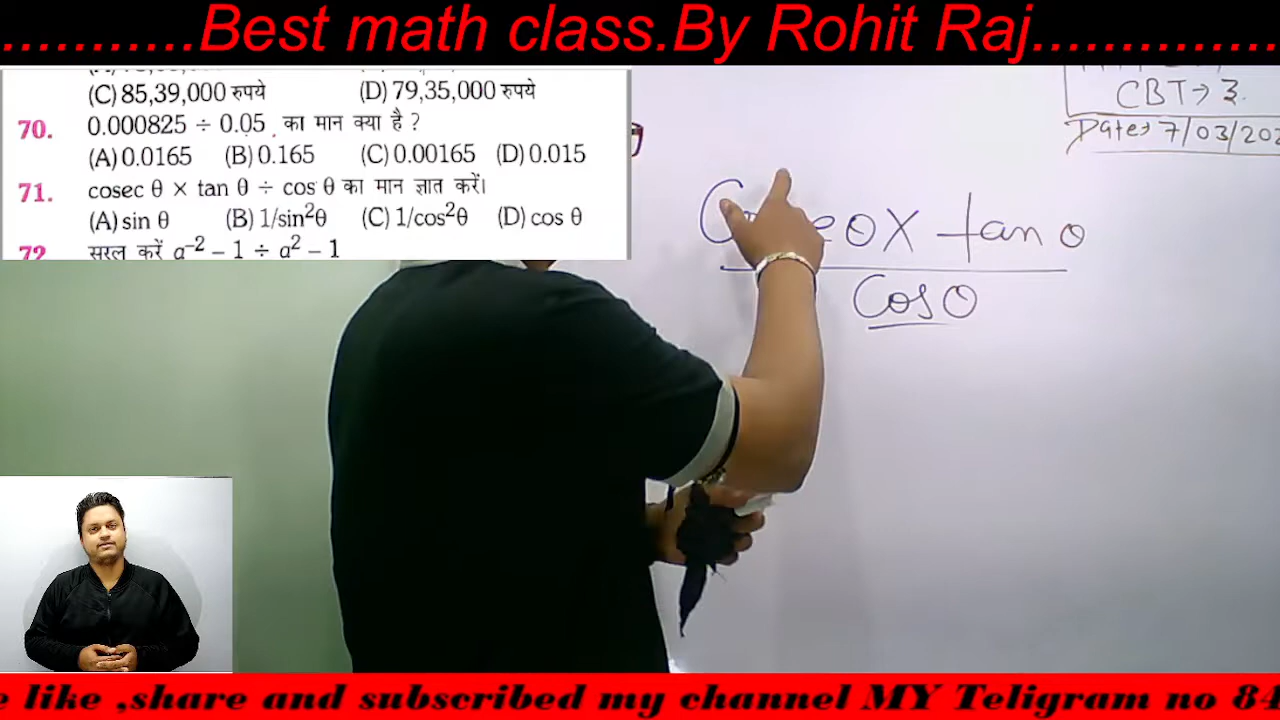 ...........Best math class.By Rohit Raj..............
(C) 85,39,000 रुपये (D) 79,35,000 रुपये
70. 0.000825 ÷ 0.05 का मान क्या है ?
(A) 0.0165 (B) 0.165 (C) 0.00165 (D) 0.015
71. cosec θ × tan θ ÷ cos θ का मान ज्ञात करें।
(A) sin θ (B) 1/sin²θ (C) 1/cos²θ (D) cos θ
72 सरल करें a⁻² – 1 ÷ a² – 1
CBT→ 3.
Date→ 7/03/202
θ X tan θ
Cosθ
e like ,share and subscribed my channel MY Teligram no 84